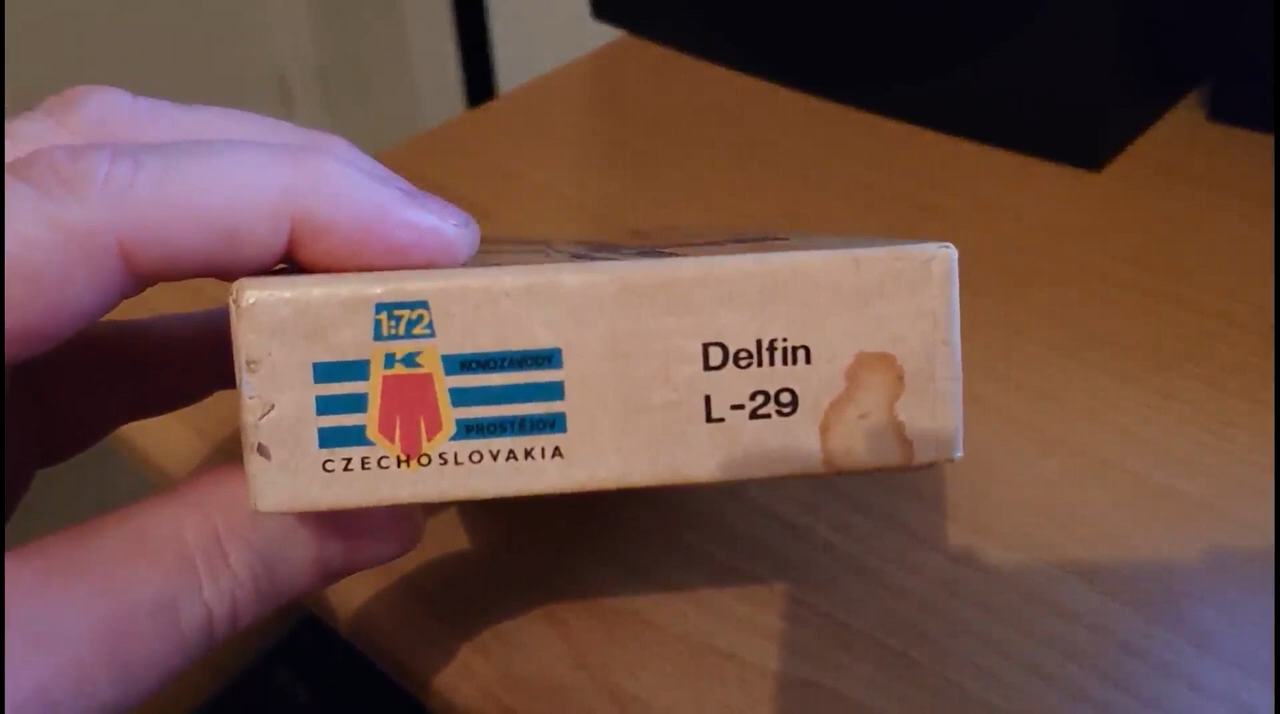 1:72
K
KOVOZÁVODY
PROSTĚJOV
CZECHOSLOVAKIA
Delfin
L-29